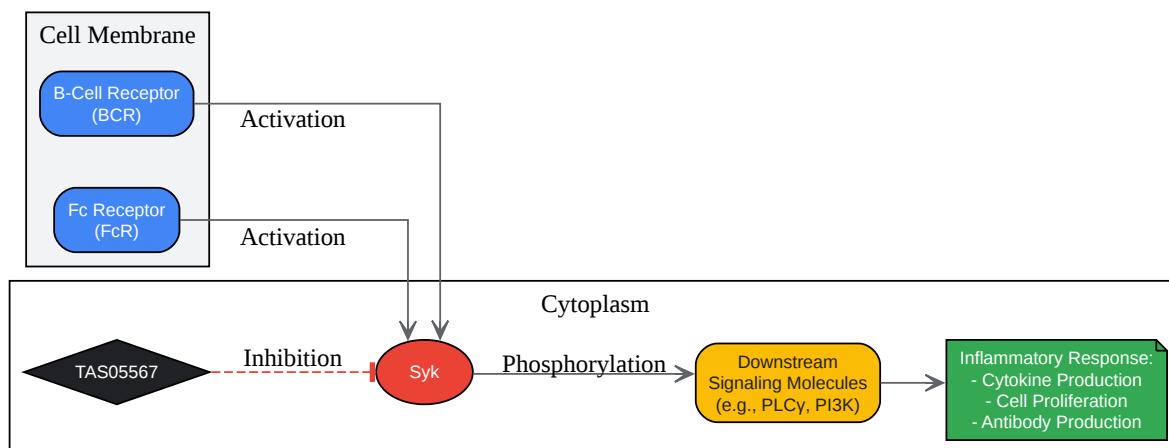 Cell Membrane
B-Cell Receptor
(BCR)
Activation
Fc Receptor
(FcR)
Activation
Cytoplasm
TAS05567
Inhibition
Syk
Phosphorylation
Downstream
Signaling Molecules
(e.g., PLCγ, PI3K)
Inflammatory Response:
- Cytokine Production
- Cell Proliferation
- Antibody Production